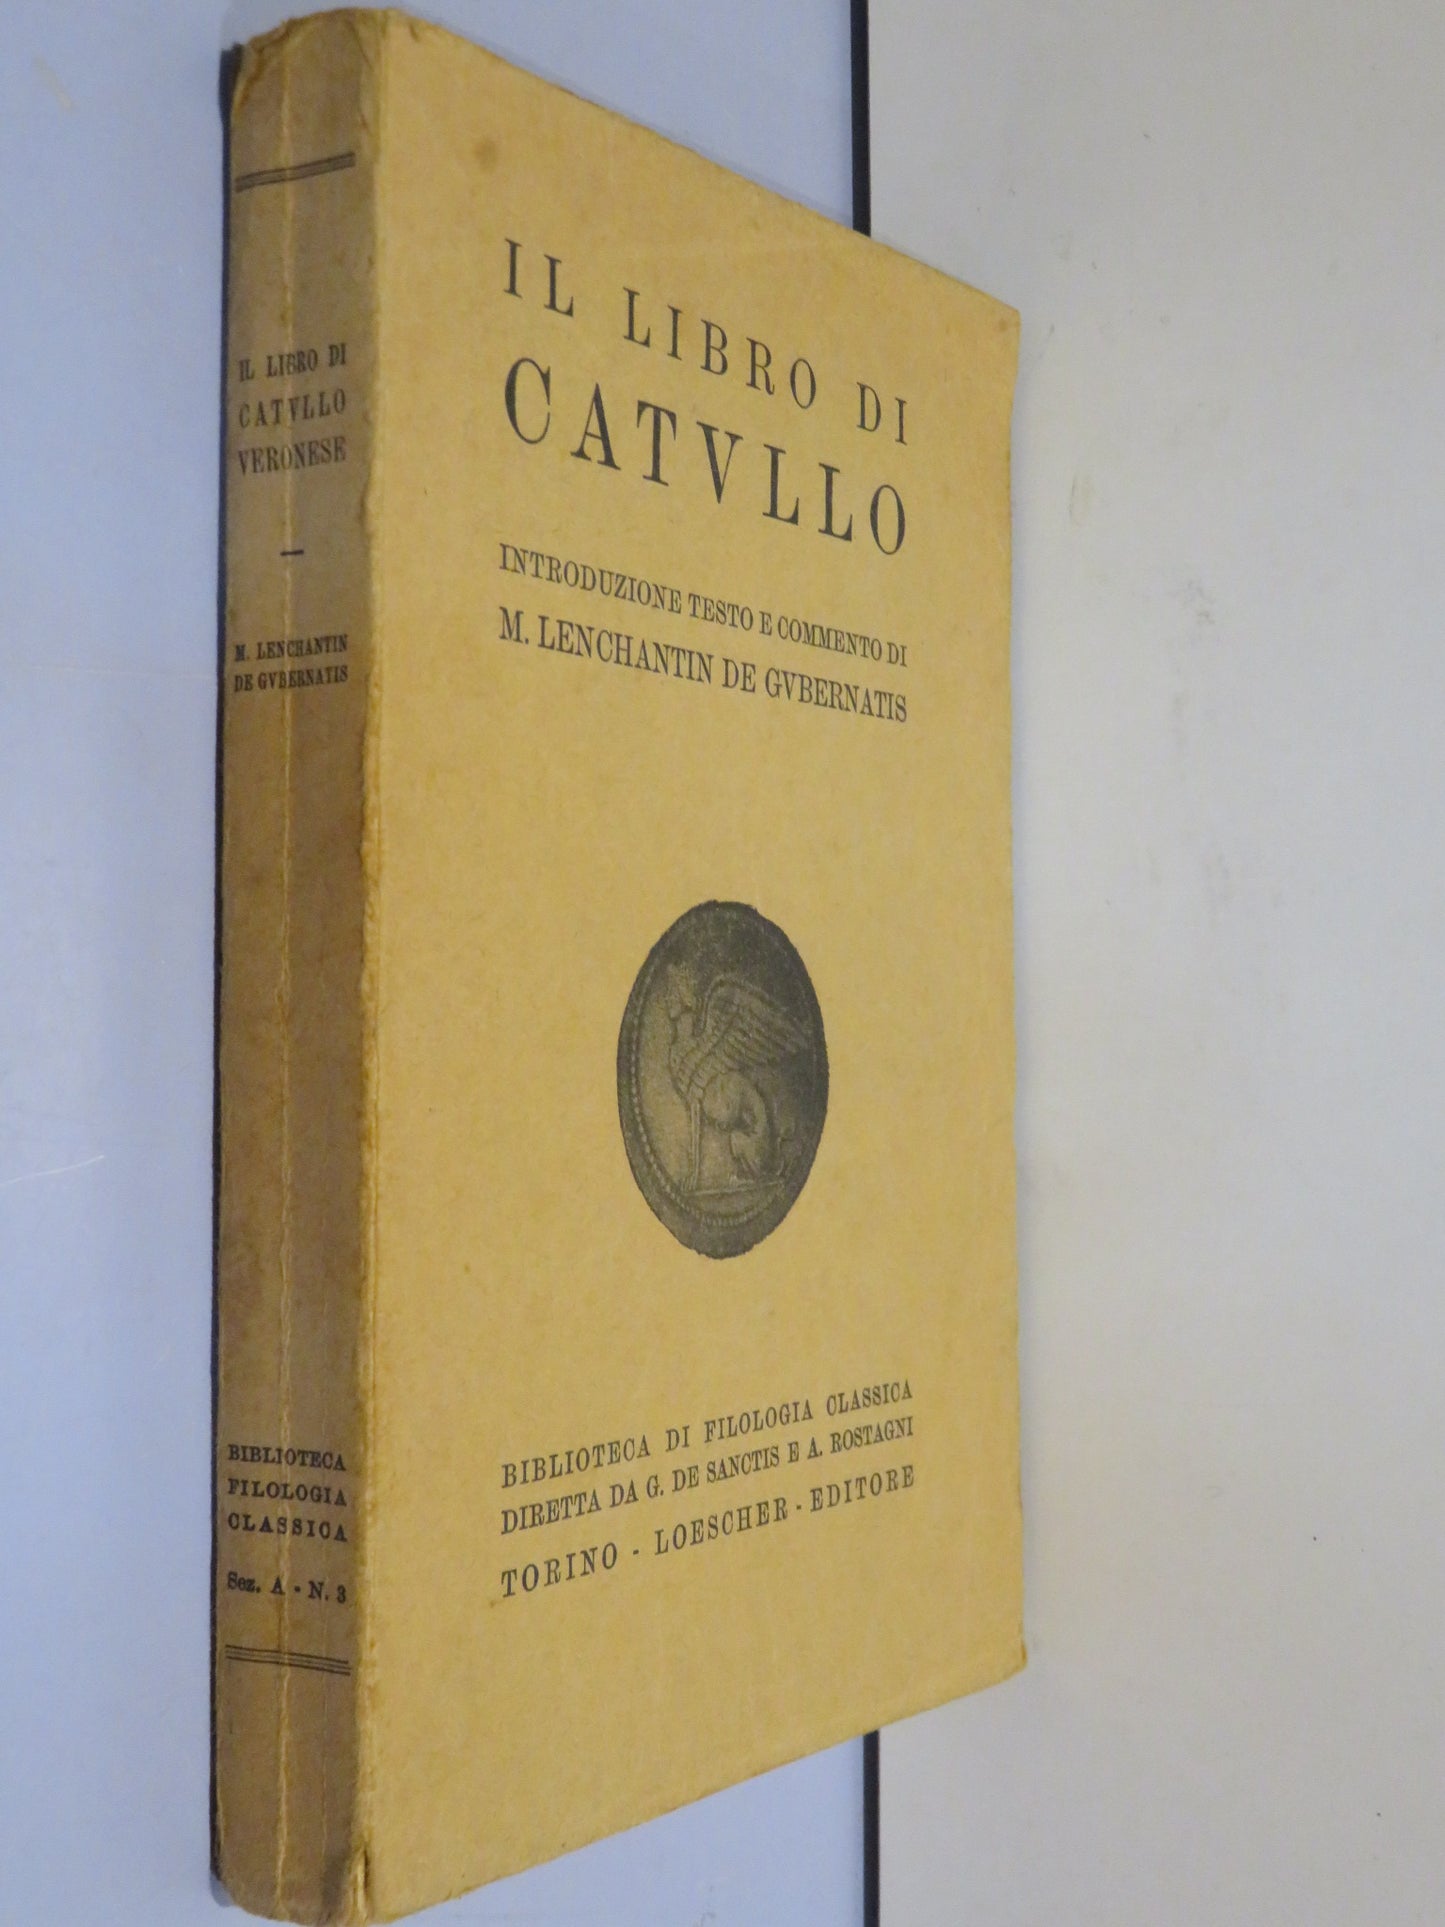 IL LIBRO DI
CATVLLO
VERONESE
—
M. LENCHANTIN
DE GVBERNATIS
BIBLIOTECA
FILOLOGIA
CLASSICA
Sez. A - N. 3
IL LIBRO DI
CATVLLO
INTRODUZIONE TESTO E COMMENTO DI
M. LENCHANTIN DE GVBERNATIS
BIBLIOTECA DI FILOLOGIA CLASSICA
DIRETTA DA G. DE SANCTIS E A. ROSTAGNI
TORINO - LOESCHER - EDITORE